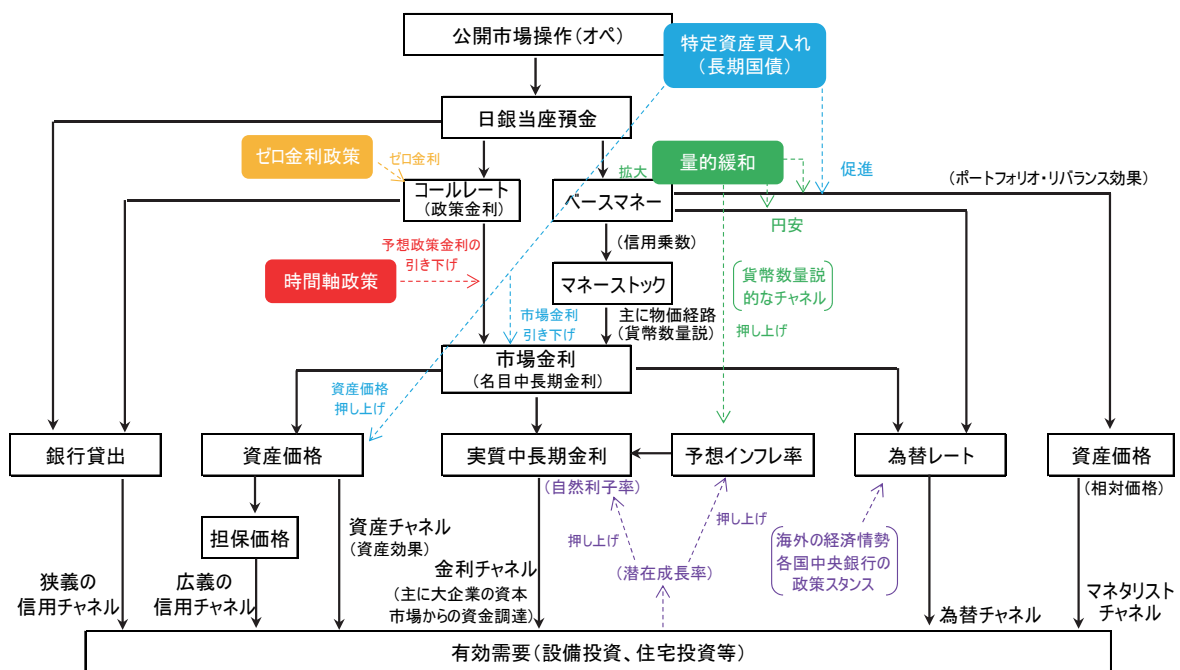 公開市場操作(オペ)
特定資産買入れ
(長期国債)
日銀当座預金
ゼロ金利政策
ゼロ金利
量的緩和
拡大
促進
(ポートフォリオ・リバランス効果)
コールレート
(政策金利)
ベースマネー
円安
予想政策金利の
引き下げ
(信用乗数)
時間軸政策
マネーストック
貨幣数量説
的なチャネル
市場金利
引き下げ
主に物価経路
(貨幣数量説)
押し上げ
市場金利
(名目中長期金利)
資産価格
押し上げ
銀行貸出
資産価格
実質中長期金利
予想インフレ率
為替レート
資産価格
(自然利子率)
(相対価格)
担保価格
資産チャネル
(資産効果)
押し上げ
押し上げ
海外の経済情勢
各国中央銀行の
政策スタンス
狭義の
信用チャネル
広義の
信用チャネル
金利チャネル
(主に大企業の資本
市場からの資金調達)
(潜在成長率)
為替チャネル
マネタリスト
チャネル
有効需要(設備投資、住宅投資等)